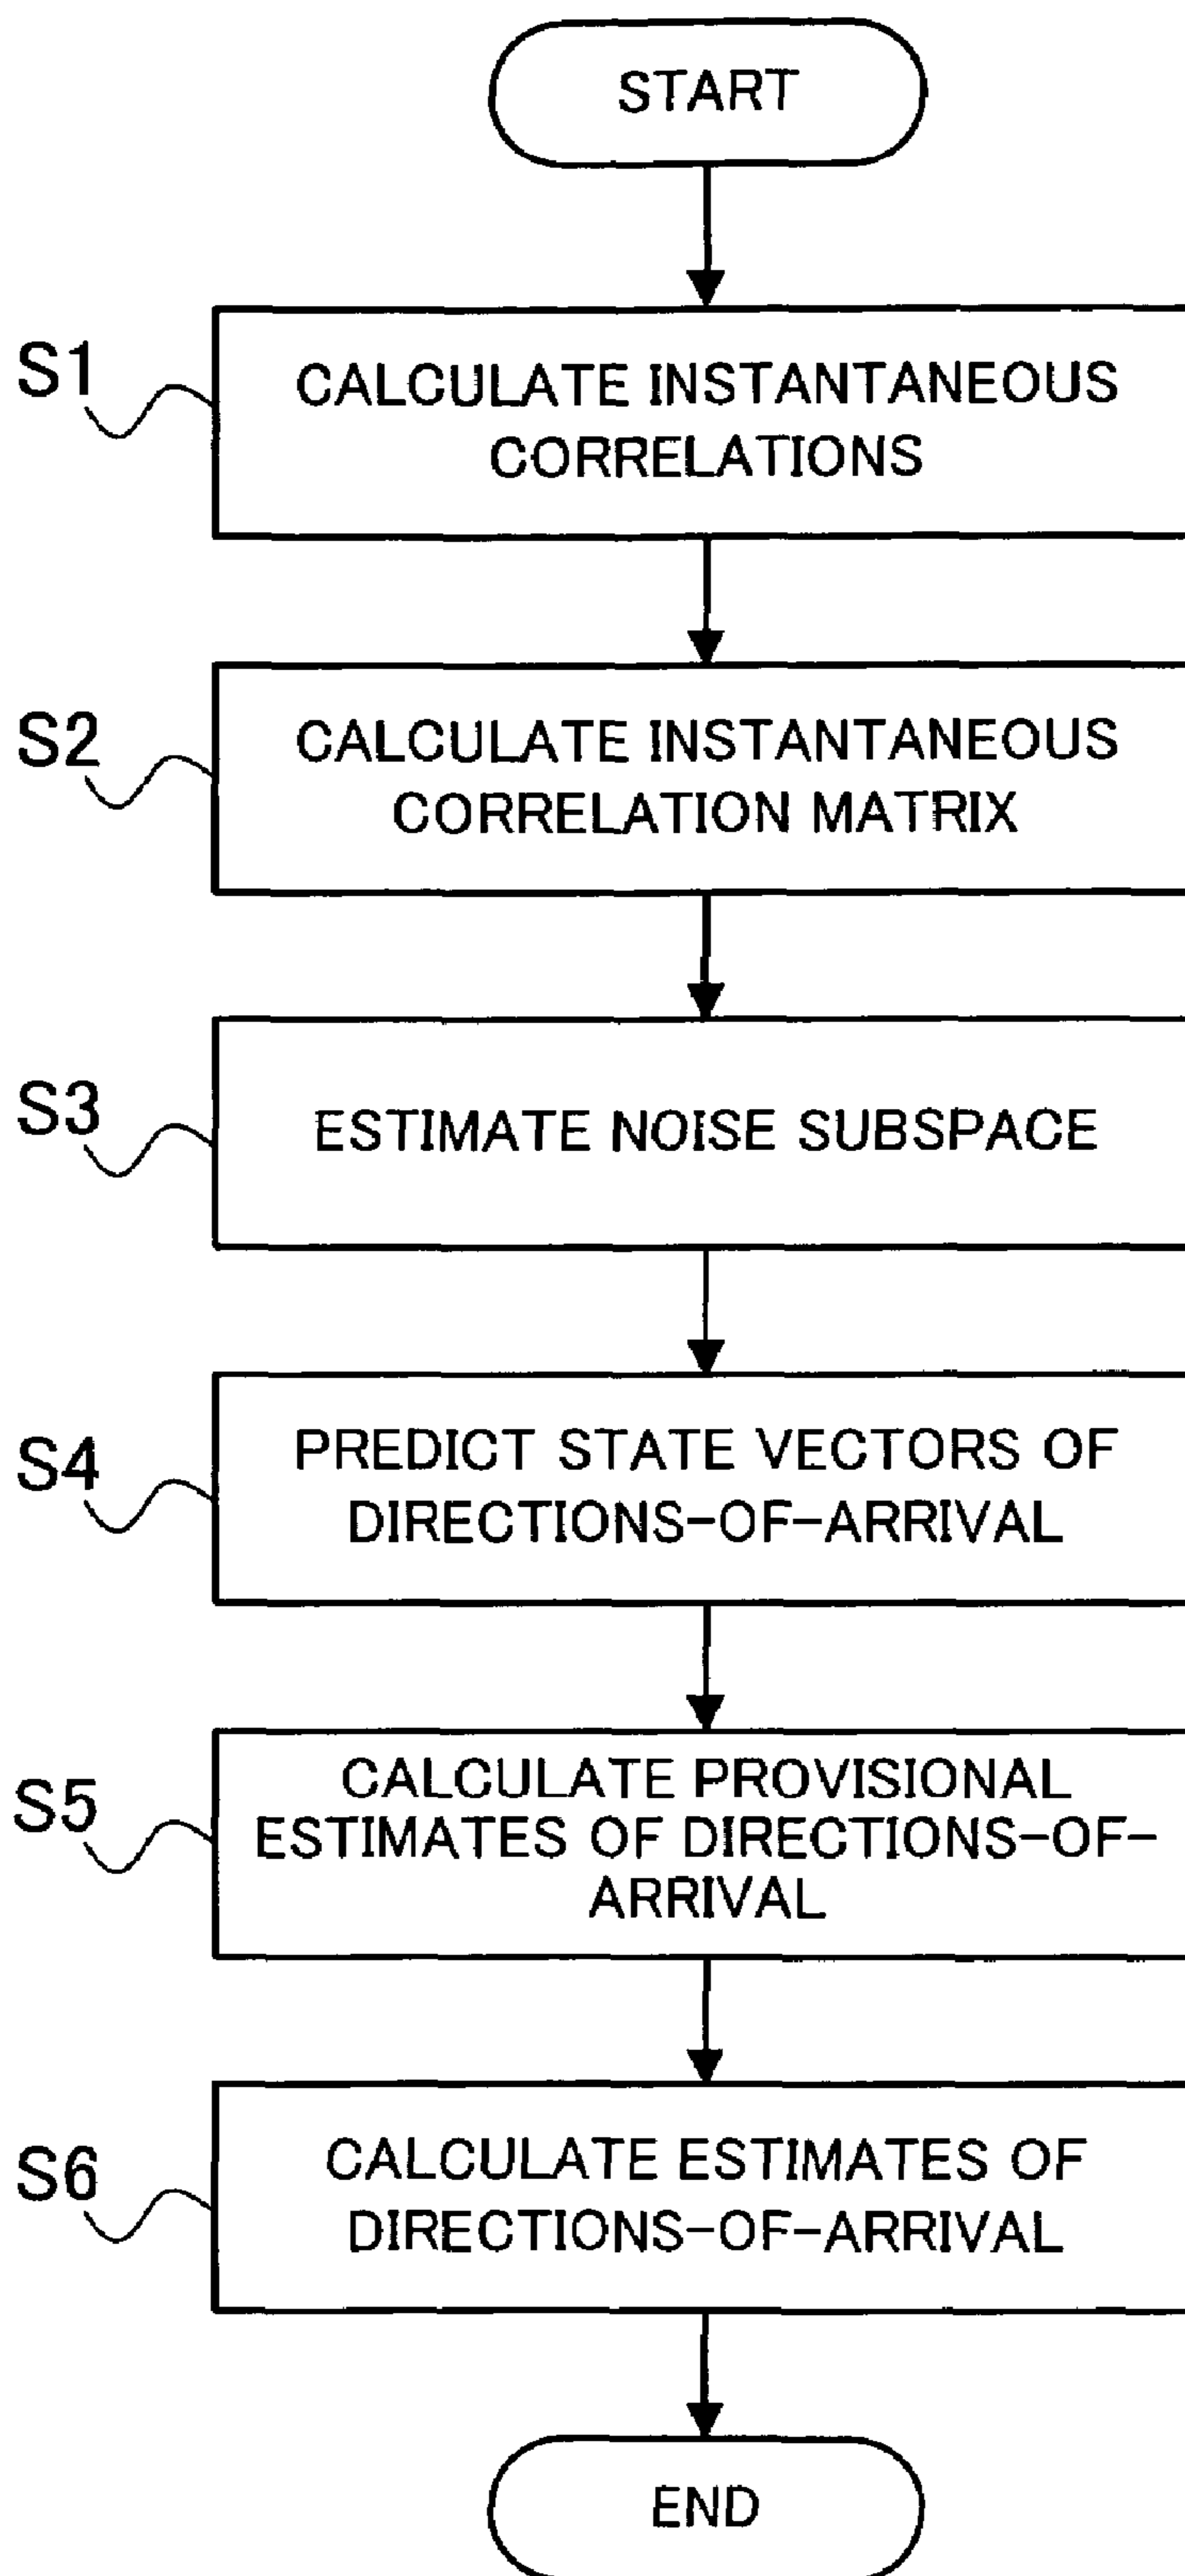 START
S1
CALCULATE INSTANTANEOUS
CORRELATIONS
S2
CALCULATE INSTANTANEOUS
CORRELATION MATRIX
S3
ESTIMATE NOISE SUBSPACE
S4
PREDICT STATE VECTORS OF
DIRECTIONS-OF-ARRIVAL
S5
CALCULATE PROVISIONAL
ESTIMATES OF DIRECTIONS-OF-
ARRIVAL
S6
CALCULATE ESTIMATES OF
DIRECTIONS-OF-ARRIVAL
END